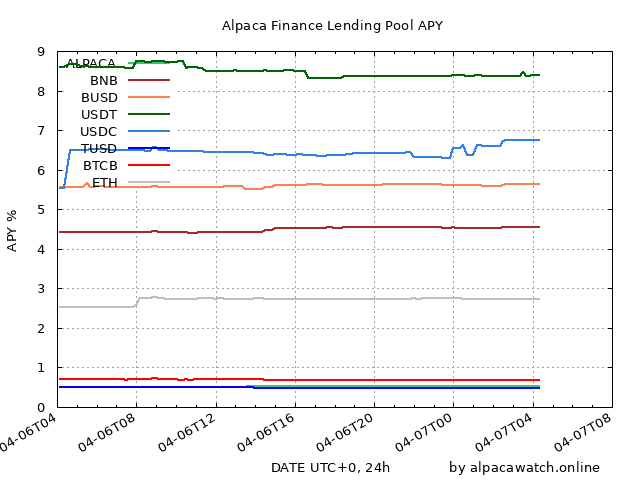 Alpaca Finance Lending Pool APY
APY %
9
8
7
6
5
4
3
2
1
0
ALPACA
BNB
BUSD
USDT
USDC
TUSD
BTCB
ETH
04-06T04
04-06T08
04-06T12
04-06T16
04-06T20
04-07T00
04-07T04
04-07T08
DATE UTC+0, 24h
by alpacawatch.online